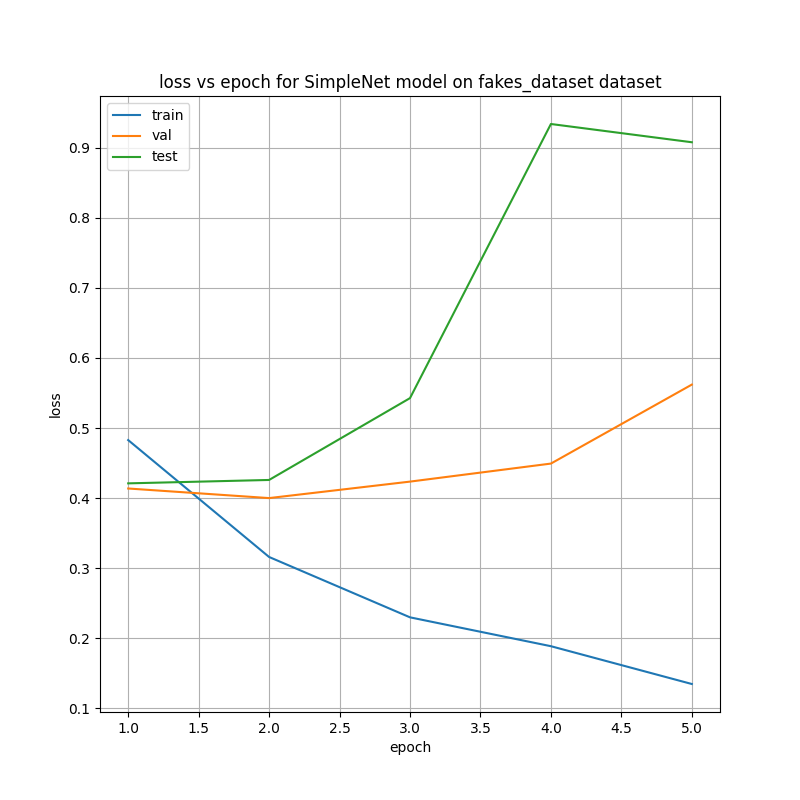 loss vs epoch for SimpleNet model on fakes_dataset dataset
train
val
test
0.9
0.8
0.7
0.6
0.5
0.4
0.3
0.2
0.1
loss
1.0 1.5 2.0 2.5 3.0 3.5 4.0 4.5 5.0
epoch